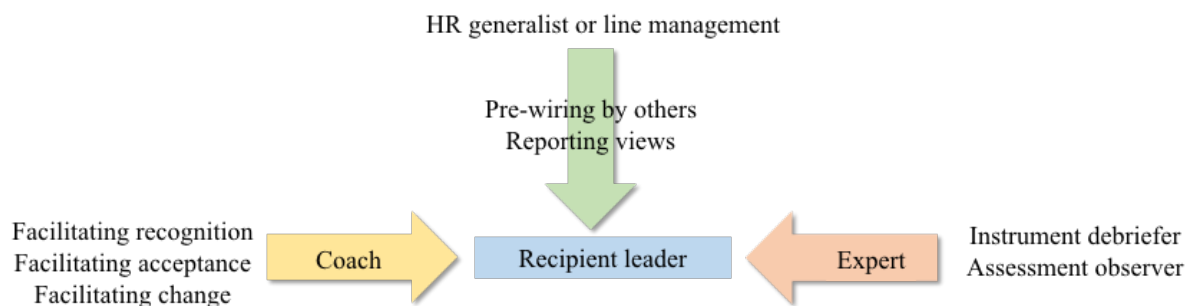 HR generalist or line management
Pre-wiring by others
Reporting views
Facilitating recognition
Facilitating acceptance
Facilitating change
Coach
Recipient leader
Expert
Instrument debriefer
Assessment observer